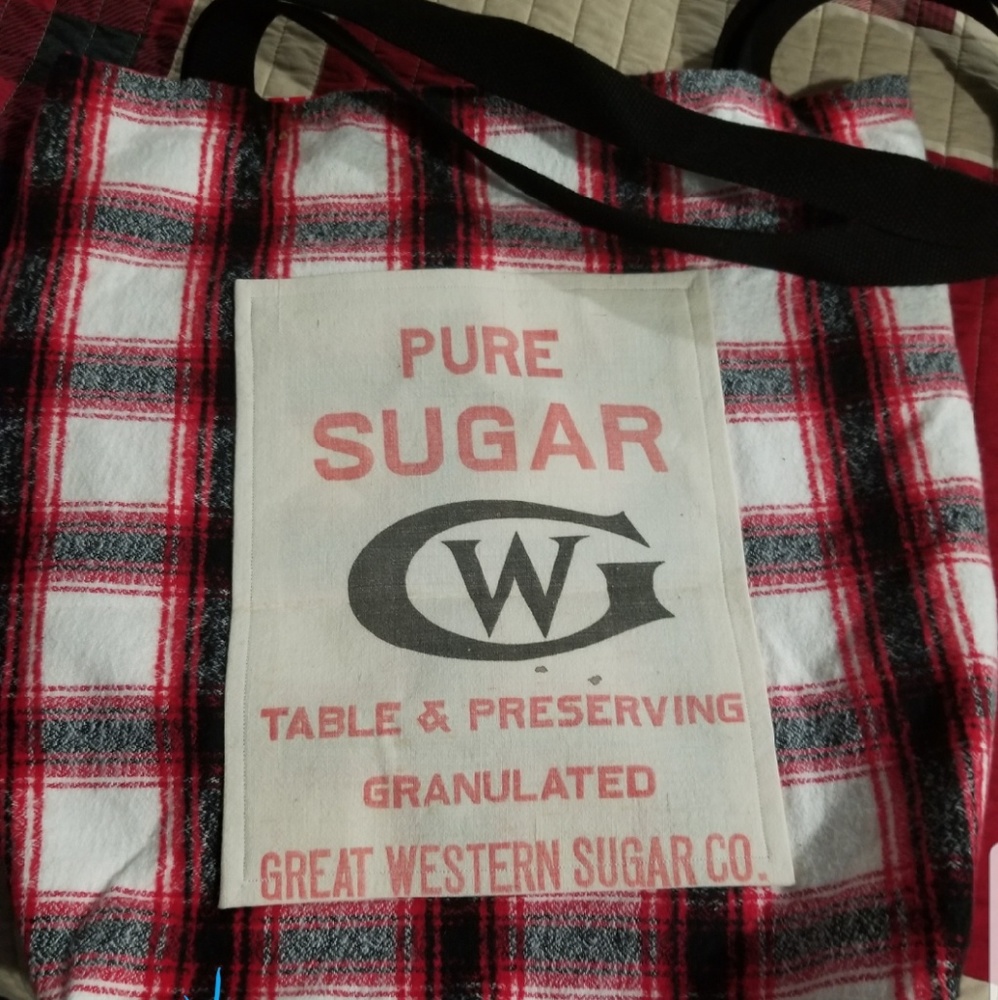 PURE
SUGAR
GW
TABLE & PRESERVING
GRANULATED
GREAT WESTERN SUGAR CO.